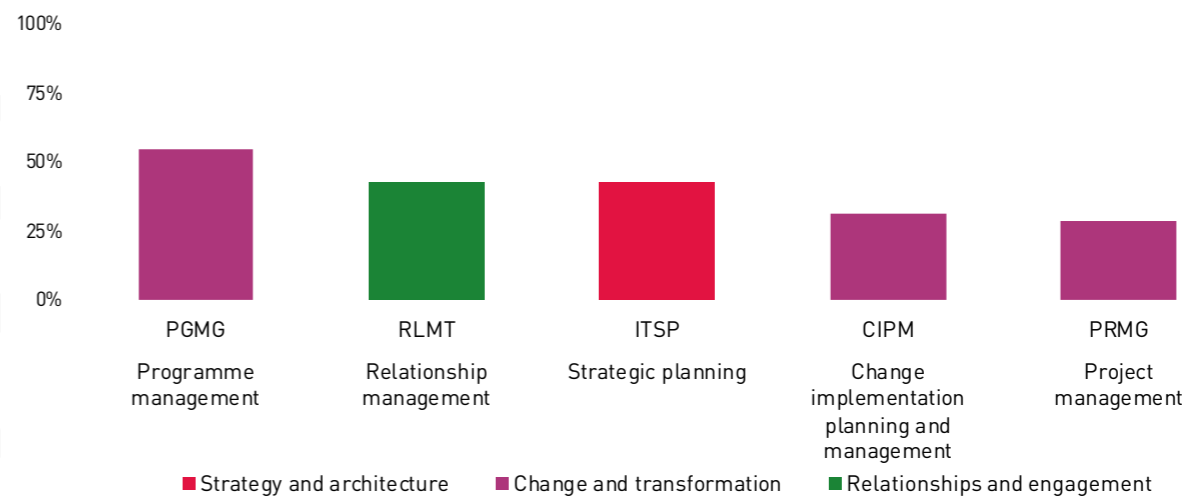 100%
75%
50%
25%
0%
PGMG
RLMT
ITSP
CIPM
PRMG
Programme
management
Relationship
management
Strategic planning
Change
implementation
planning and
management
Project
management
Strategy and architecture
Change and transformation
Relationships and engagement